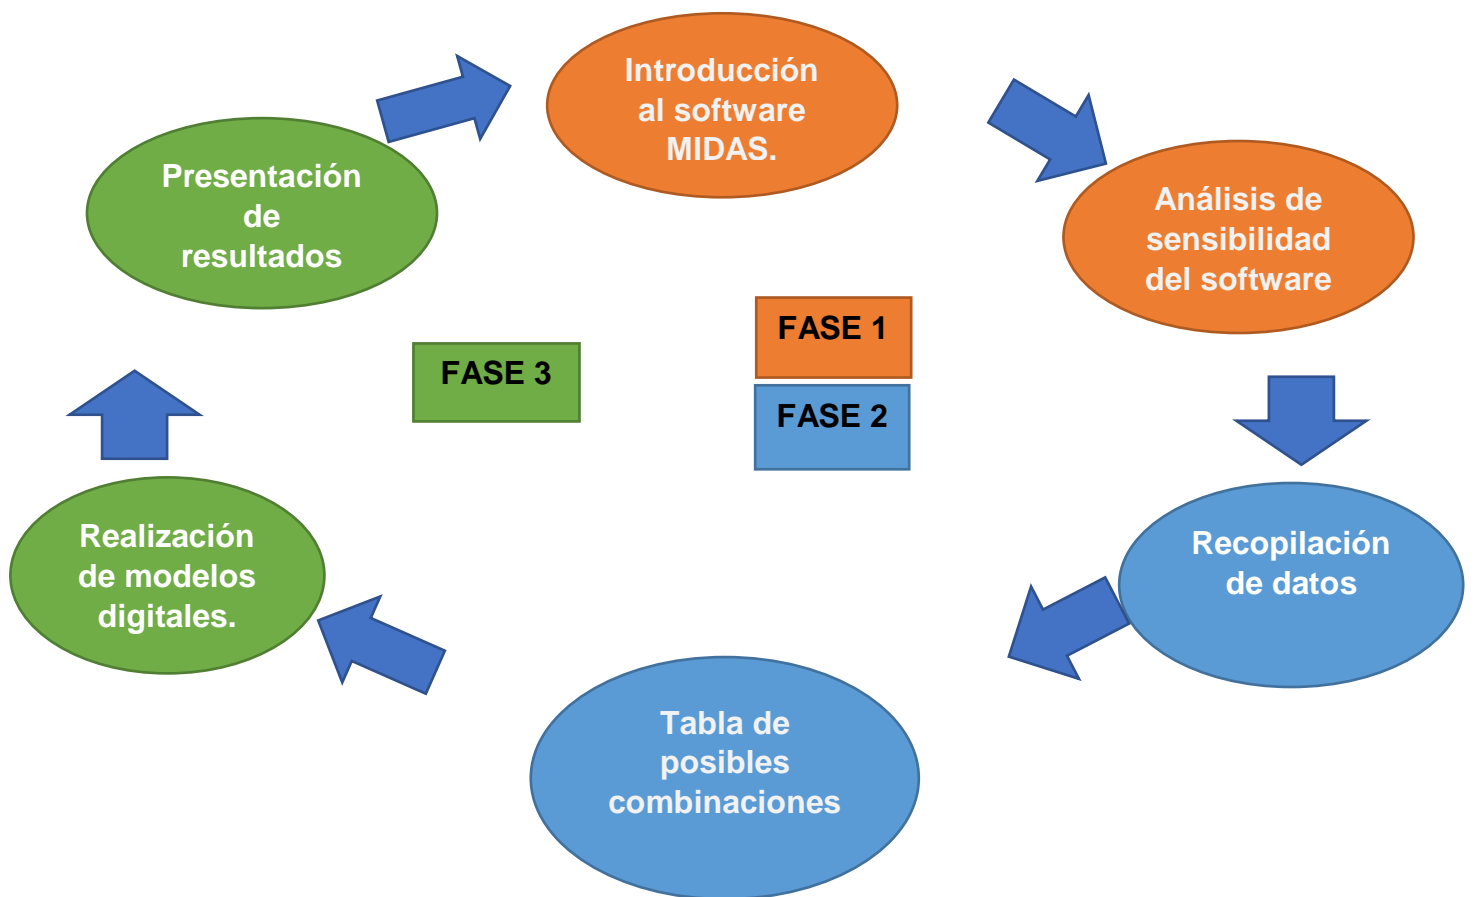 Introducción
al software
MIDAS.
Análisis de
sensibilidad
del software
Recopilación
de datos
Tabla de
posibles
combinaciones
Realización
de modelos
digitales.
Presentación
de
resultados
FASE 1
FASE 2
FASE 3